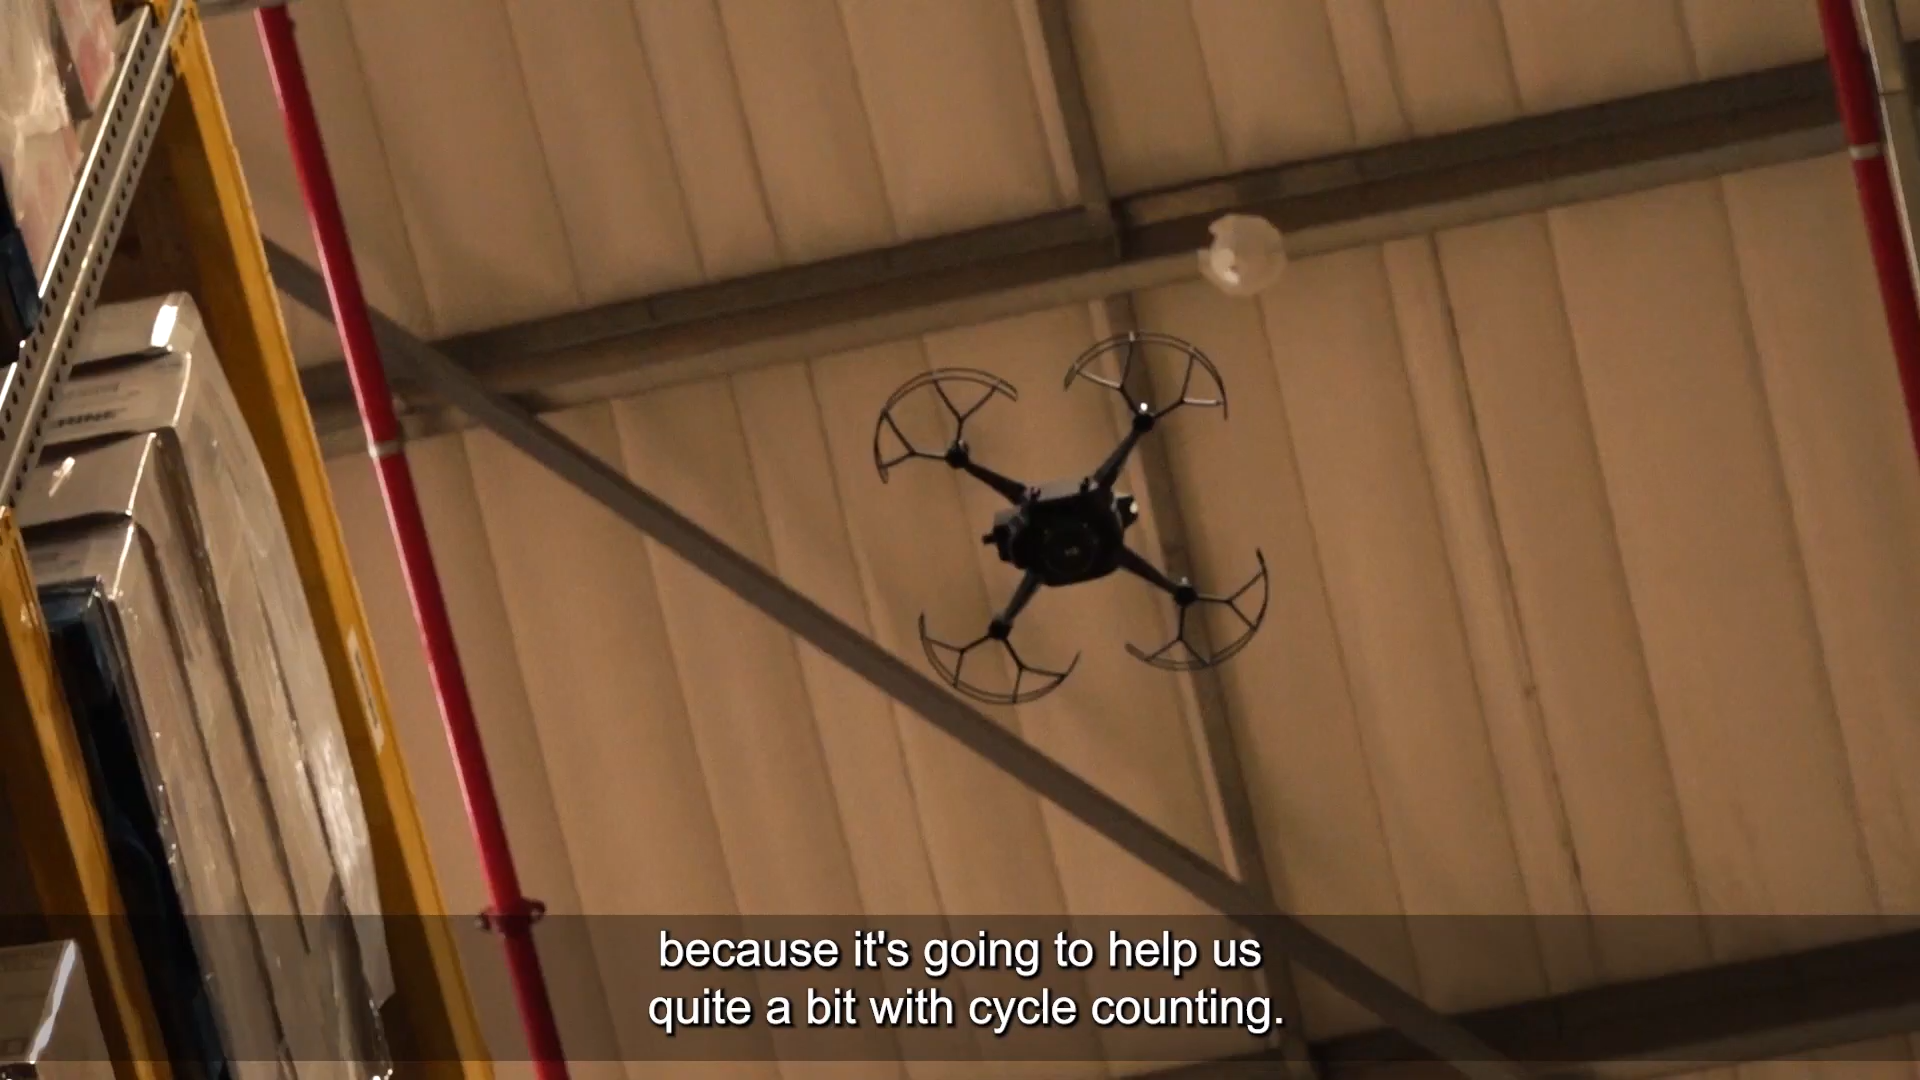 because it's going to help us
quite a bit with cycle counting.